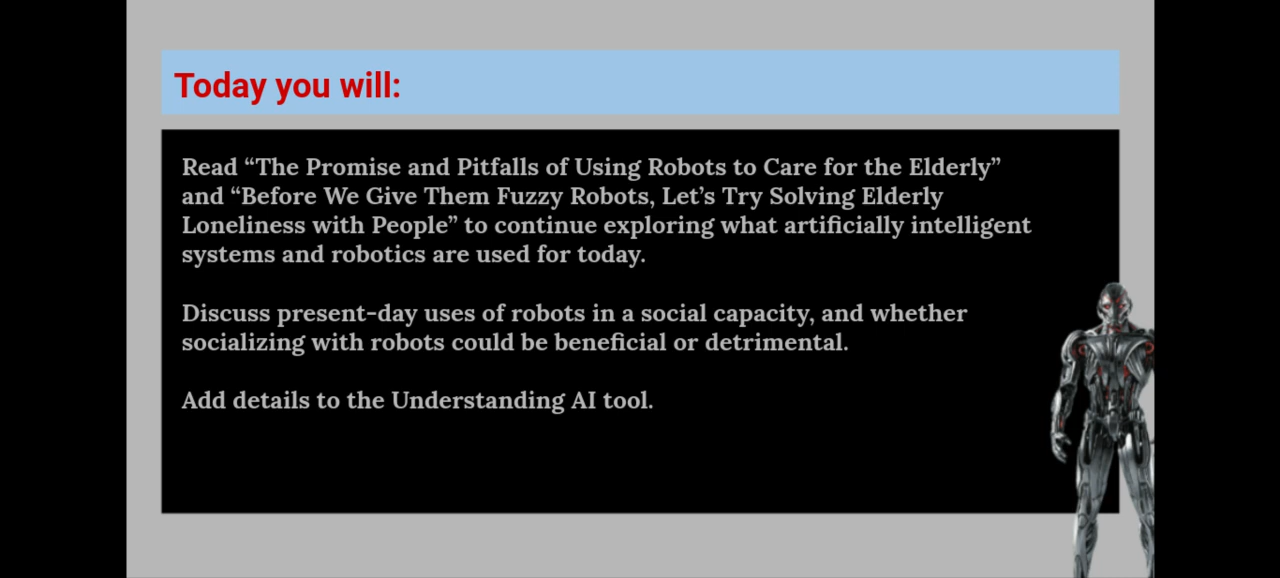 Today you will:
Read “The Promise and Pitfalls of Using Robots to Care for the Elderly”
and “Before We Give Them Fuzzy Robots, Let’s Try Solving Elderly
Loneliness with People” to continue exploring what artificially intelligent
systems and robotics are used for today.
Discuss present-day uses of robots in a social capacity, and whether
socializing with robots could be beneficial or detrimental.
Add details to the Understanding AI tool.